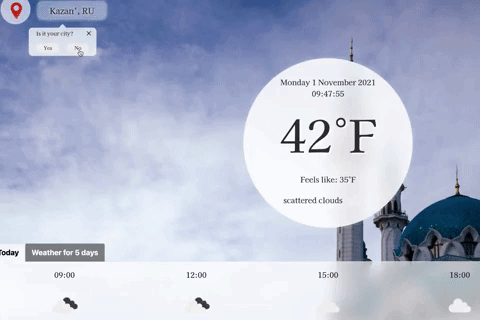 Kazan', RU
Is it your city?
Yes
No
Monday 1 November 2021
09:47:55
42°F
Feels like: 35°F
scattered clouds
Today
Weather for 5 days
09:00
12:00
15:00
18:00